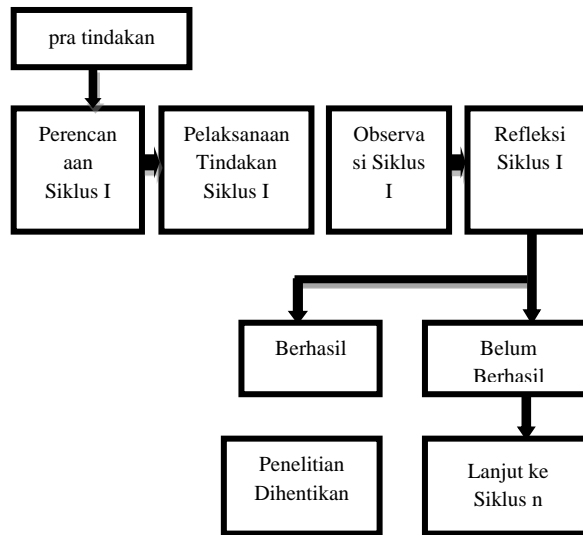 pra tindakan
Perencan
aan
Siklus I
Pelaksanaan
Tindakan
Siklus I
Observa
si Siklus
I
Refleksi
Siklus I
Berhasil
Belum
Berhasil
Penelitian
Dihentikan
Lanjut ke
Siklus n